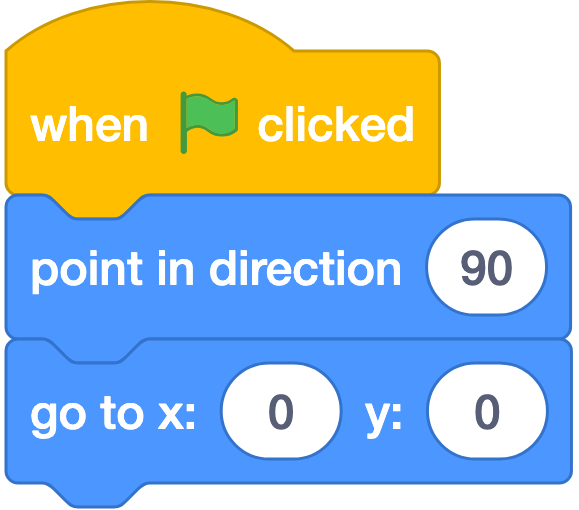 when clicked
point in direction 90
go to x: 0 y: 0